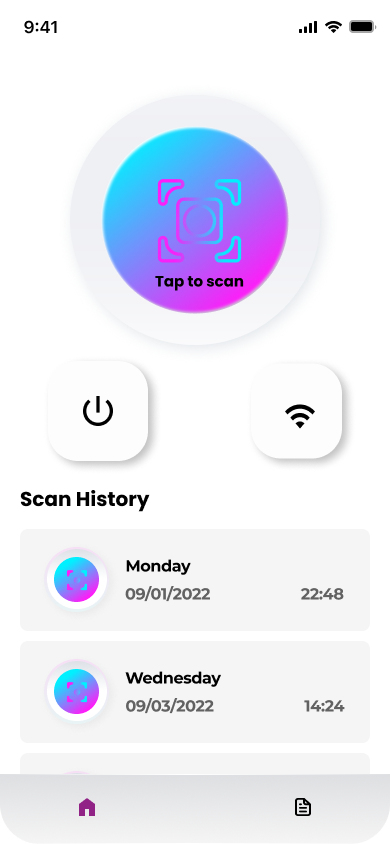 9:41
Tap to scan
Scan History
Monday
09/01/2022 22:48
Wednesday
09/03/2022 14:24